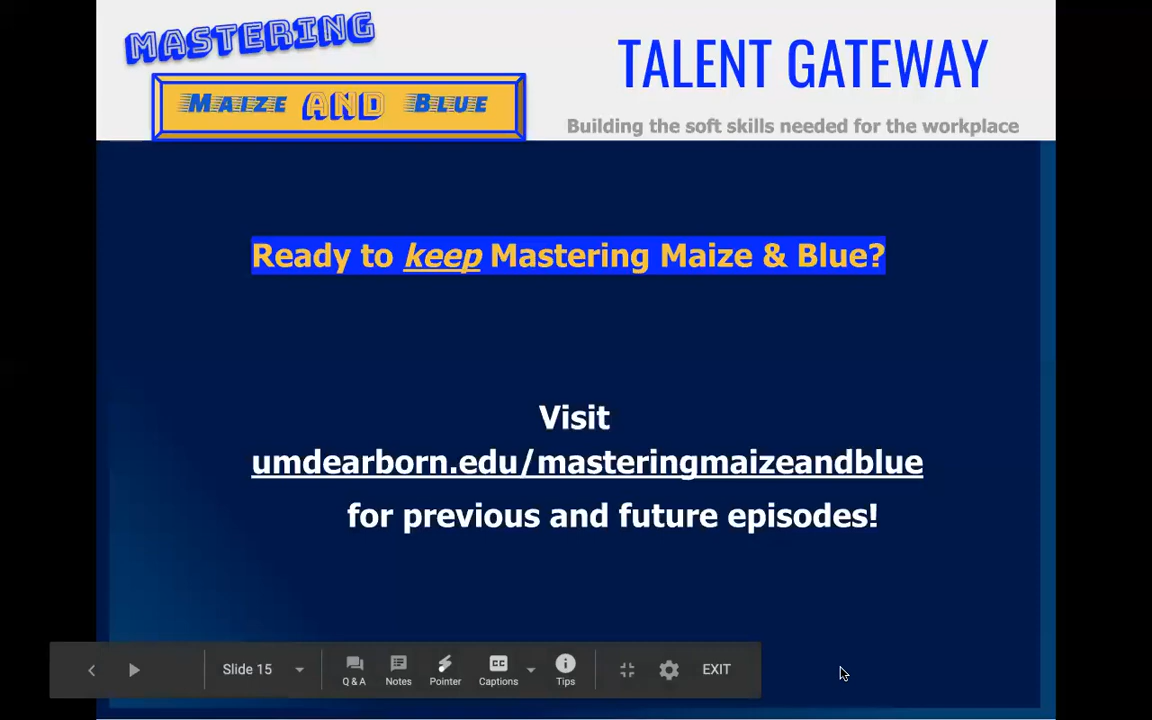 MASTERING
MAIZE AND BLUE
TALENT GATEWAY
Building the soft skills needed for the workplace
Ready to keep Mastering Maize & Blue?
Visit
umdearborn.edu/masteringmaizeandblue
for previous and future episodes!
Slide 15
Q & A
Notes
Pointer
CC
Captions
Tips
EXIT